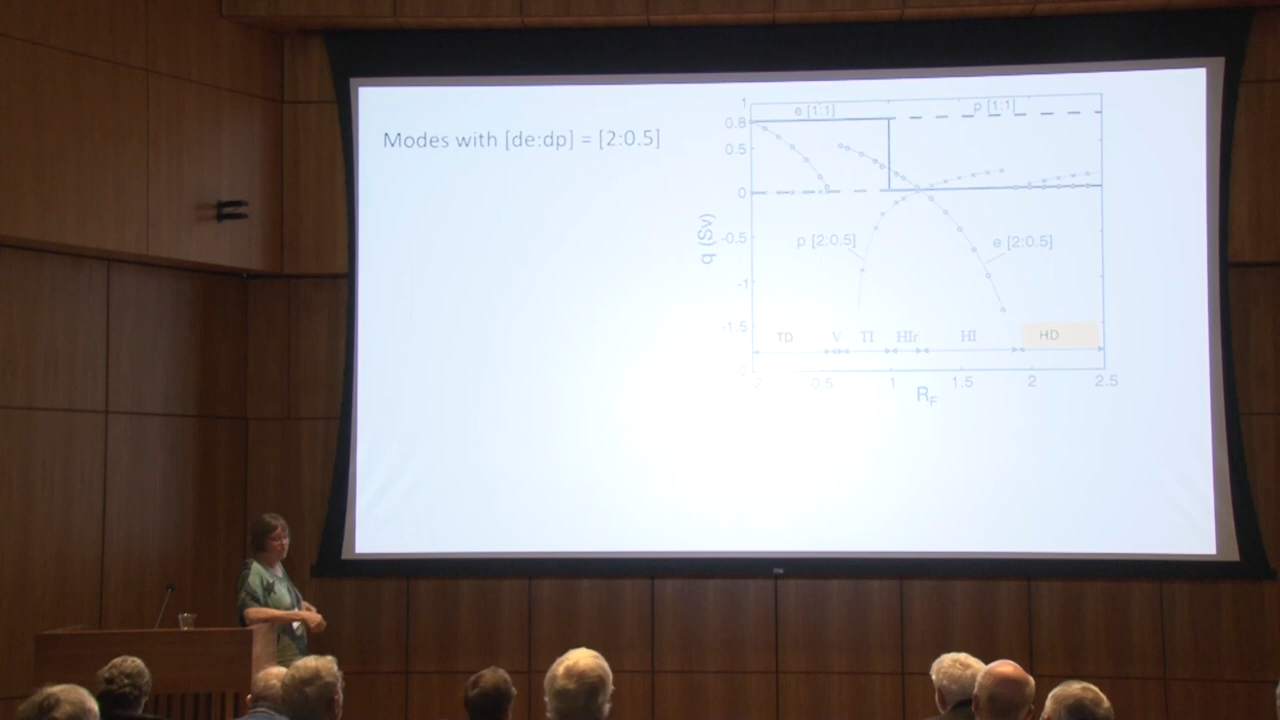 Modes with [de:dp] = [2:0.5]
1
e [1:1]
p [1:1]
0.8
0.5
0
-0.5
p [2:0.5]
e [2:0.5]
q (Sv)
-1
-1.5
TD
V
TI
HIr
HI
HD
0.5
1
1.5
2
2.5
R_F